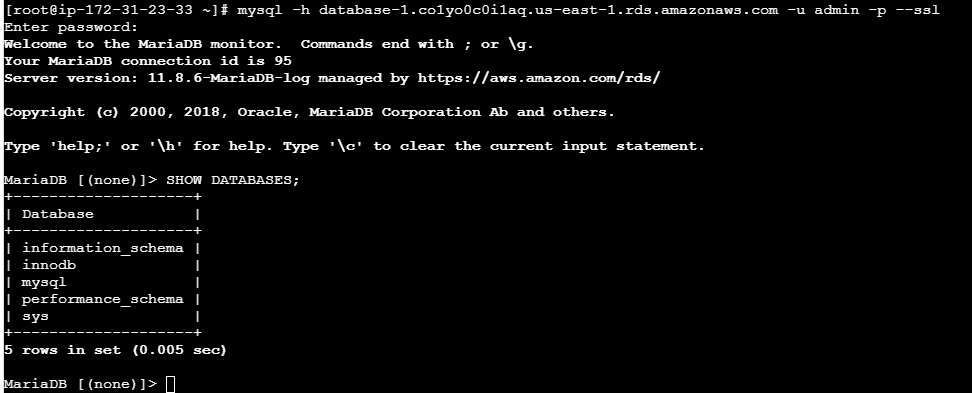 [root@ip-172-31-23-33 ~]# mysql -h database-1.co1yo0c0i1aq.us-east-1.rds.amazonaws.com -u admin -p --ssl
Enter password:
Welcome to the MariaDB monitor.  Commands end with ; or \g.
Your MariaDB connection id is 95
Server version: 11.8.6-MariaDB-log managed by https://aws.amazon.com/rds/

Copyright (c) 2000, 2018, Oracle, MariaDB Corporation Ab and others.

Type 'help;' or '\h' for help. Type '\c' to clear the current input statement.

MariaDB [(none)]> SHOW DATABASES;
+--------------------+
| Database           |
+--------------------+
| information_schema |
| innodb             |
| mysql              |
| performance_schema |
| sys                |
+--------------------+
5 rows in set (0.005 sec)

MariaDB [(none)]>